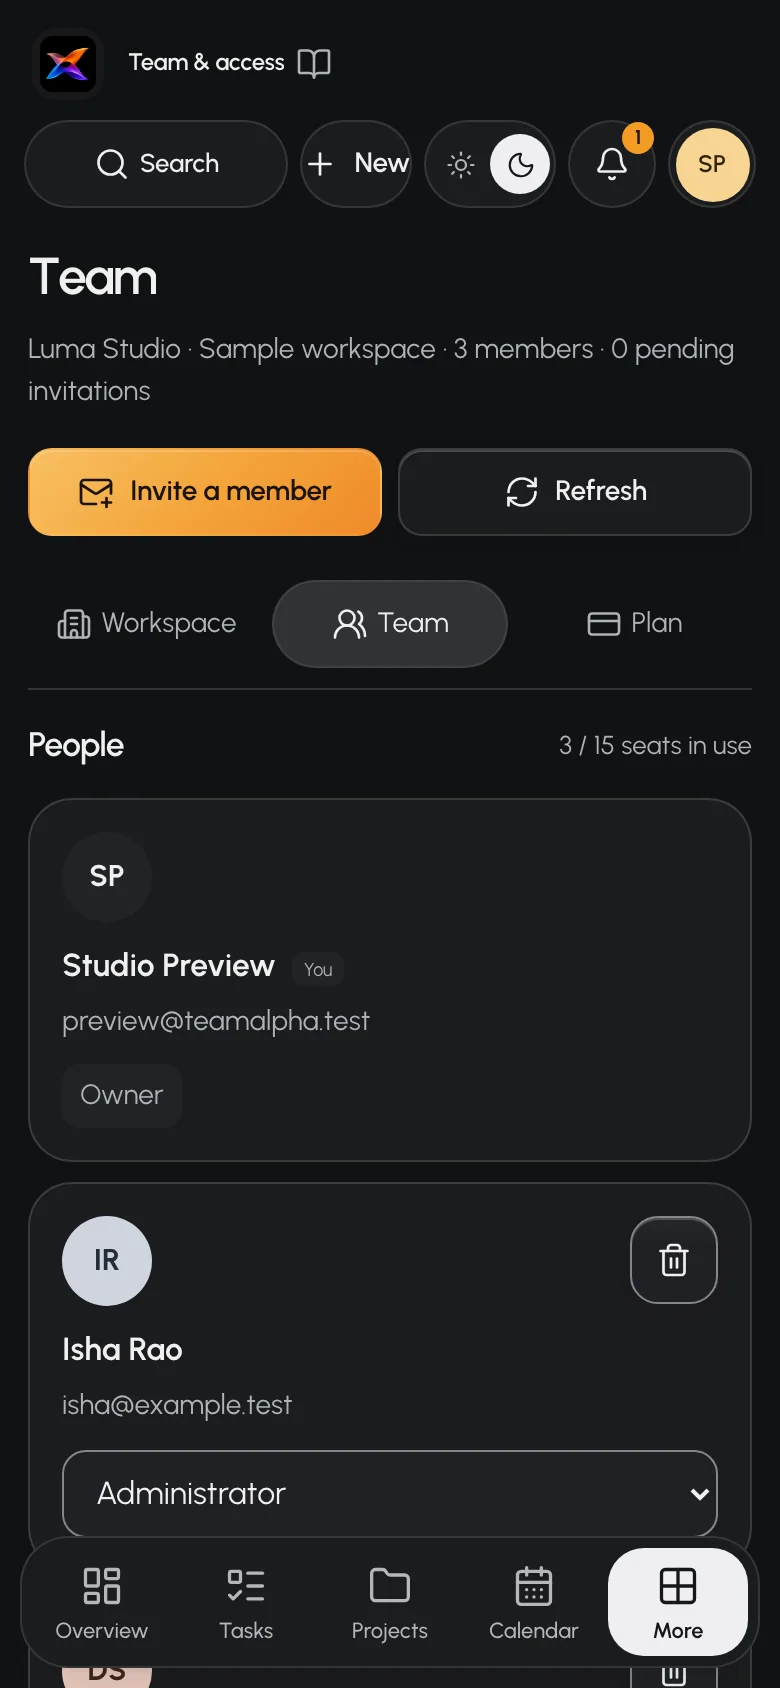 Team & access
Search
New
1
SP
Team
Luma Studio · Sample workspace · 3 members · 0 pending
invitations
Invite a member
Refresh
Workspace
Team
Plan
People
3 / 15 seats in use
SP
Studio Preview
You
preview@teamalpha.test
Owner
IR
Isha Rao
isha@example.test
Administrator
Overview
Tasks
Projects
Calendar
More
DS